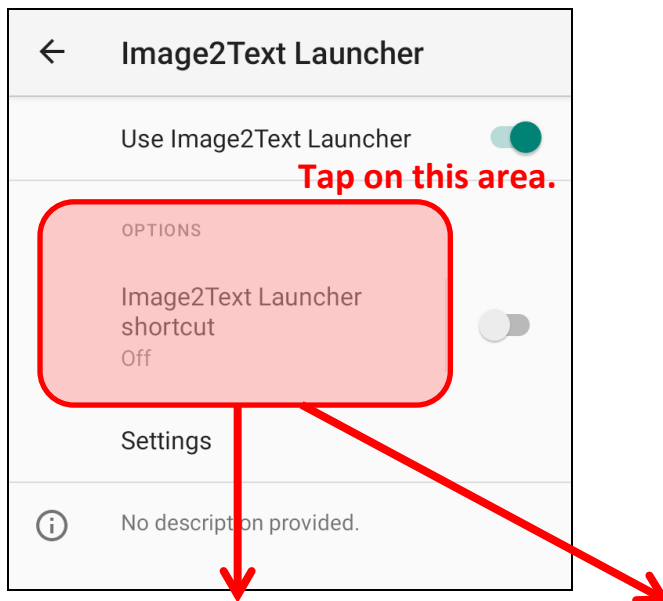 Image2Text Launcher
Use Image2Text Launcher
Tap on this area.
OPTIONS
Image2Text Launcher
shortcut
Off
Settings
No description provided.